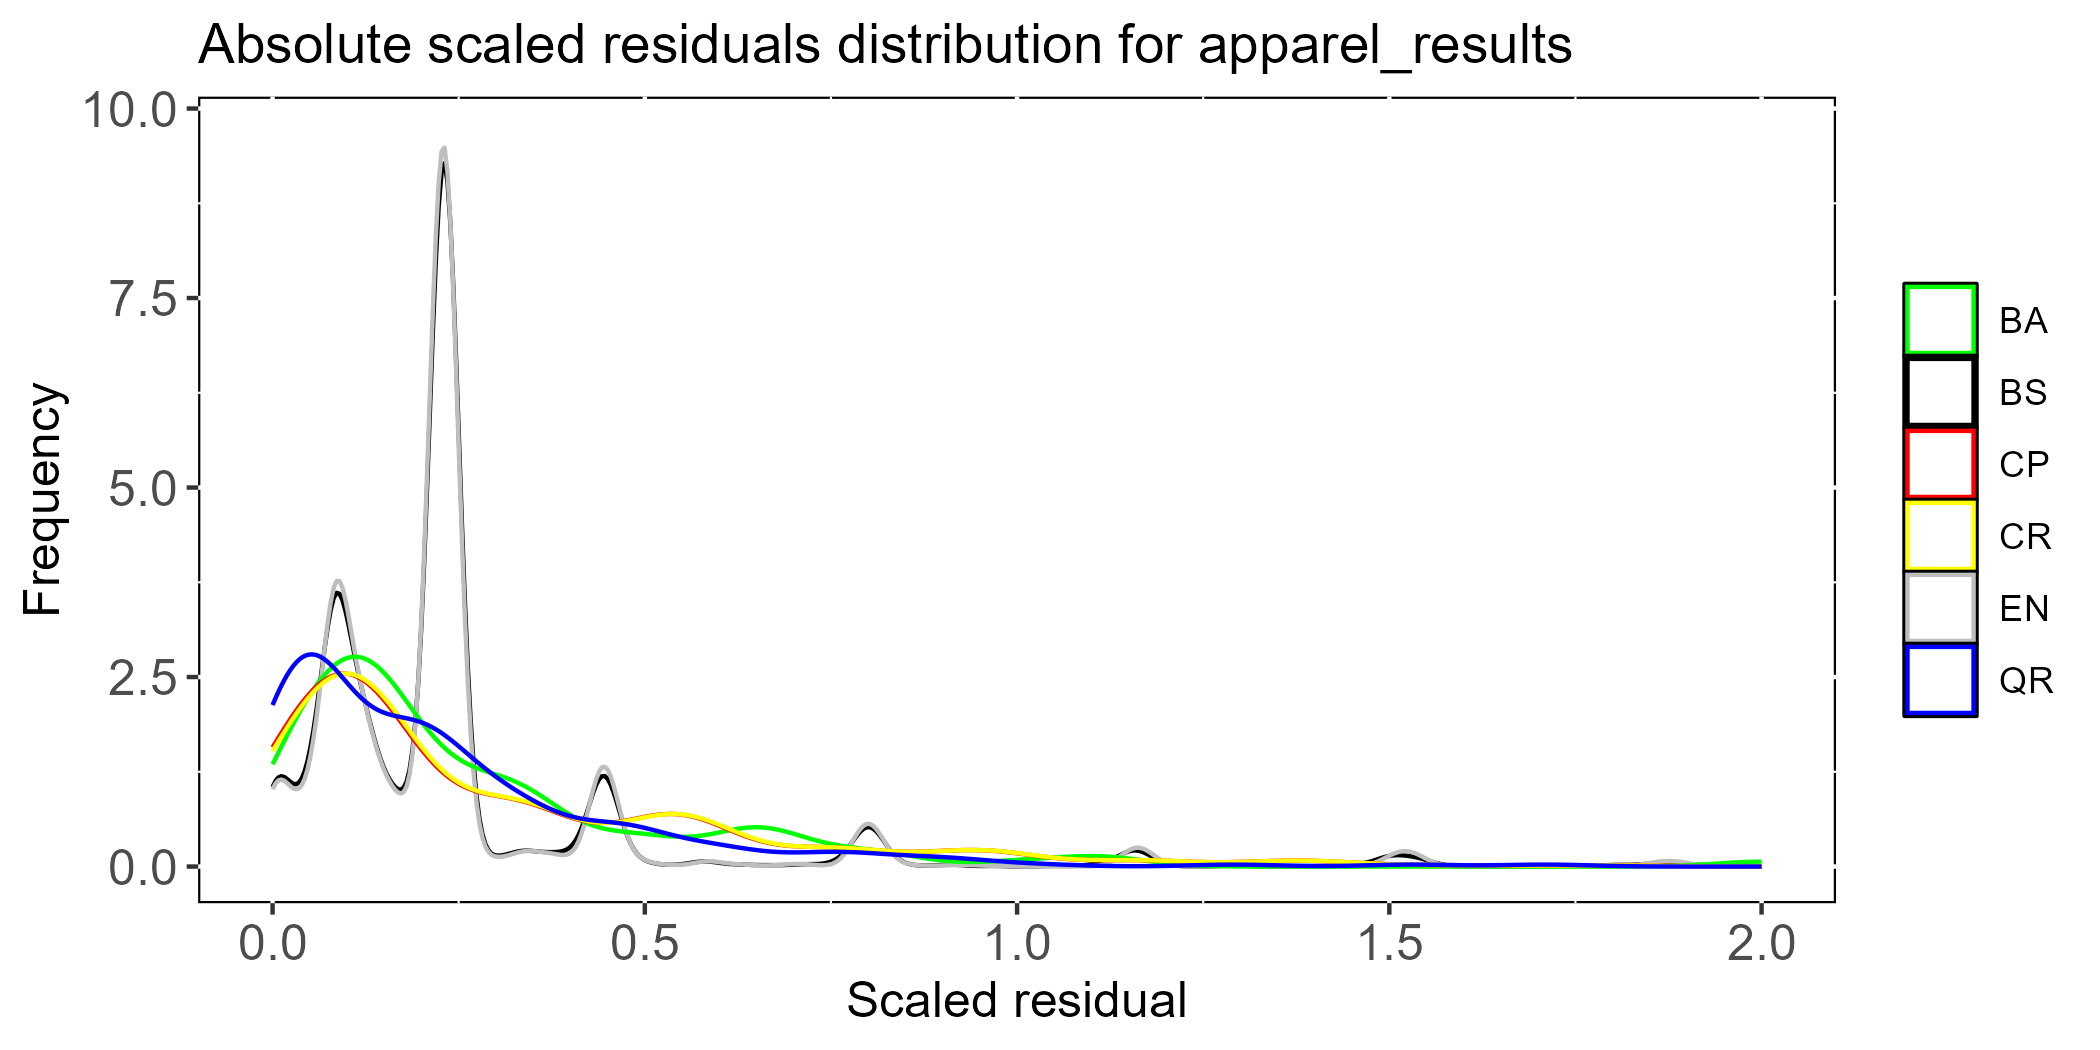 Absolute scaled residuals distribution for apparel_results
10.0
7.5
5.0
2.5
0.0
Frequency
0.0 0.5 1.0 1.5 2.0
Scaled residual
BA
BS
CP
CR
EN
QR